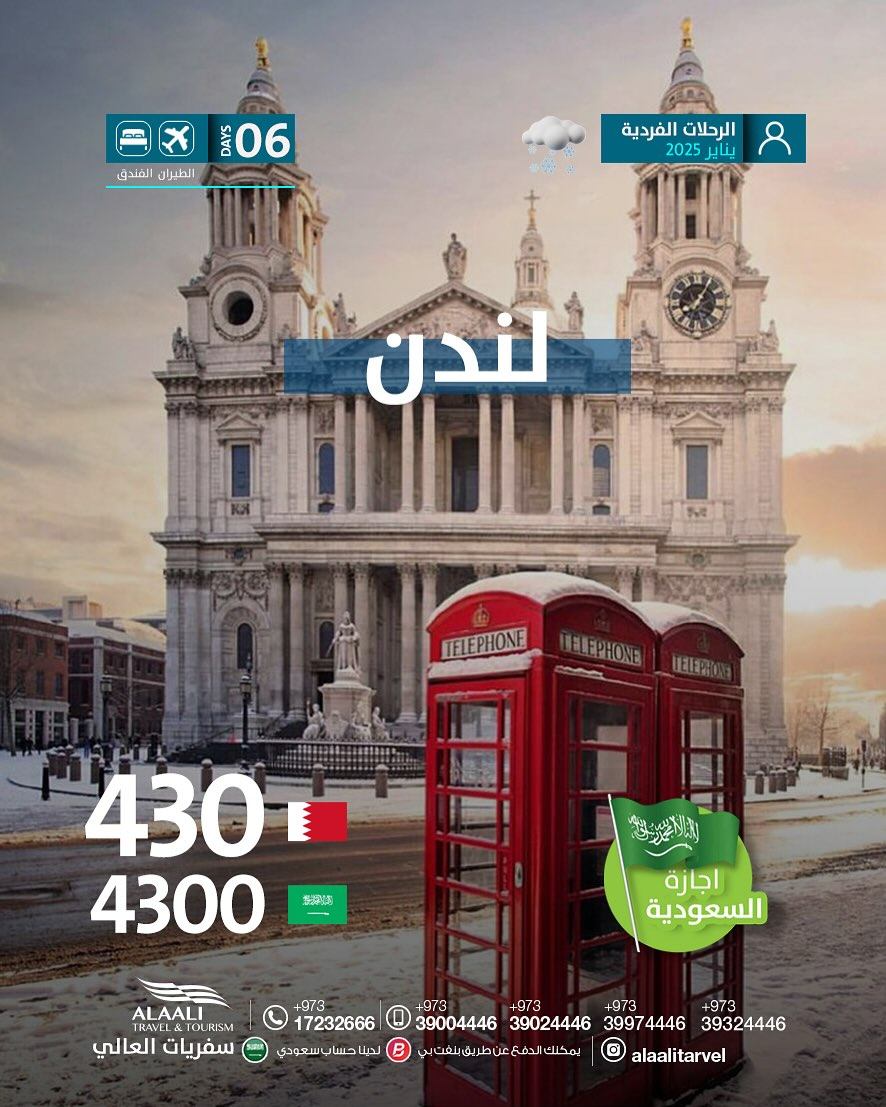 الرحلات الفردية
يناير 2025
06 DAYS
الطيران الفندق
لندن
TELEPHONE
TELEPHONE
TELEPHONE
430
4300
اجازة
السعودية
ALAALI
TRAVEL & TOURISM
سفريات العالي
+973 17232666
+973 39004446
+973 39024446
+973 39974446
+973 39324446
لدينا حساب سعودي
يمكنك الدفع عن طريق بنفت بي
alaalitarvel